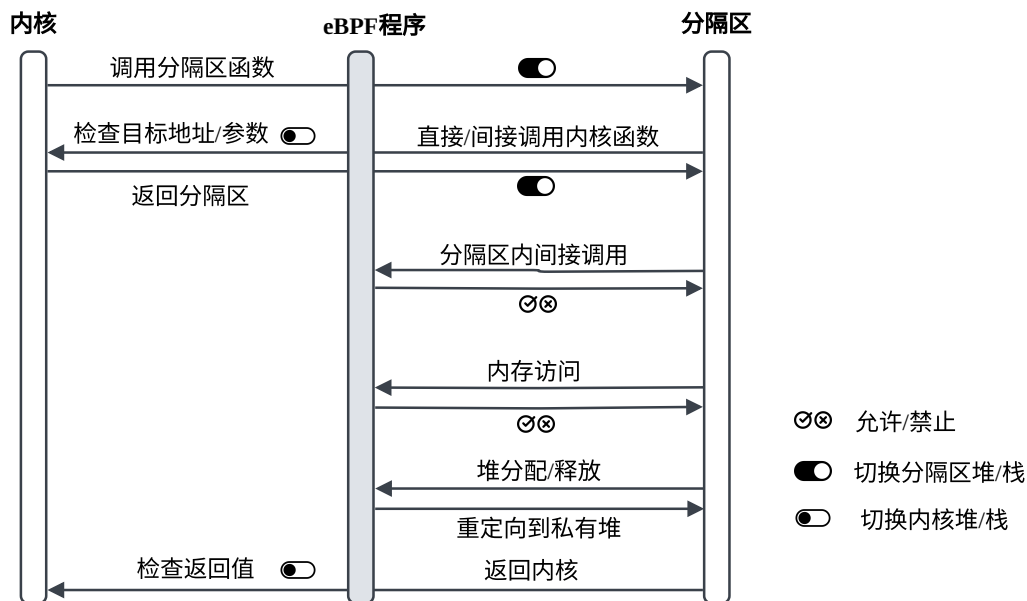 内核
eBPF程序
分隔区
调用分隔区函数
检查目标地址/参数
直接/间接调用内核函数
返回分隔区
分隔区内间接调用
内存访问
允许/禁止
堆分配/释放
切换分隔区堆/栈
重定向到私有堆
切换内核堆/栈
检查返回值
返回内核